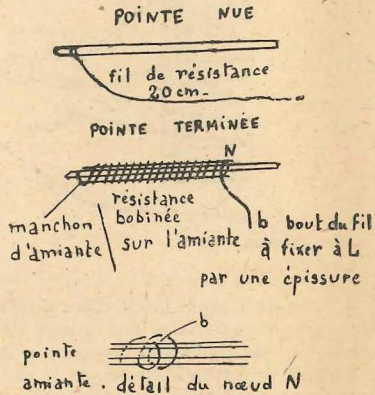 POINTE NUE
fil de résistance
20 cm.
POINTE TERMINÉE
N
manchon
d'amiante
résistance
bobinée
sur l'amiante
b bout du fil
à fixer à L
par une épissure
b
pointe
amiante. détail du nœud N